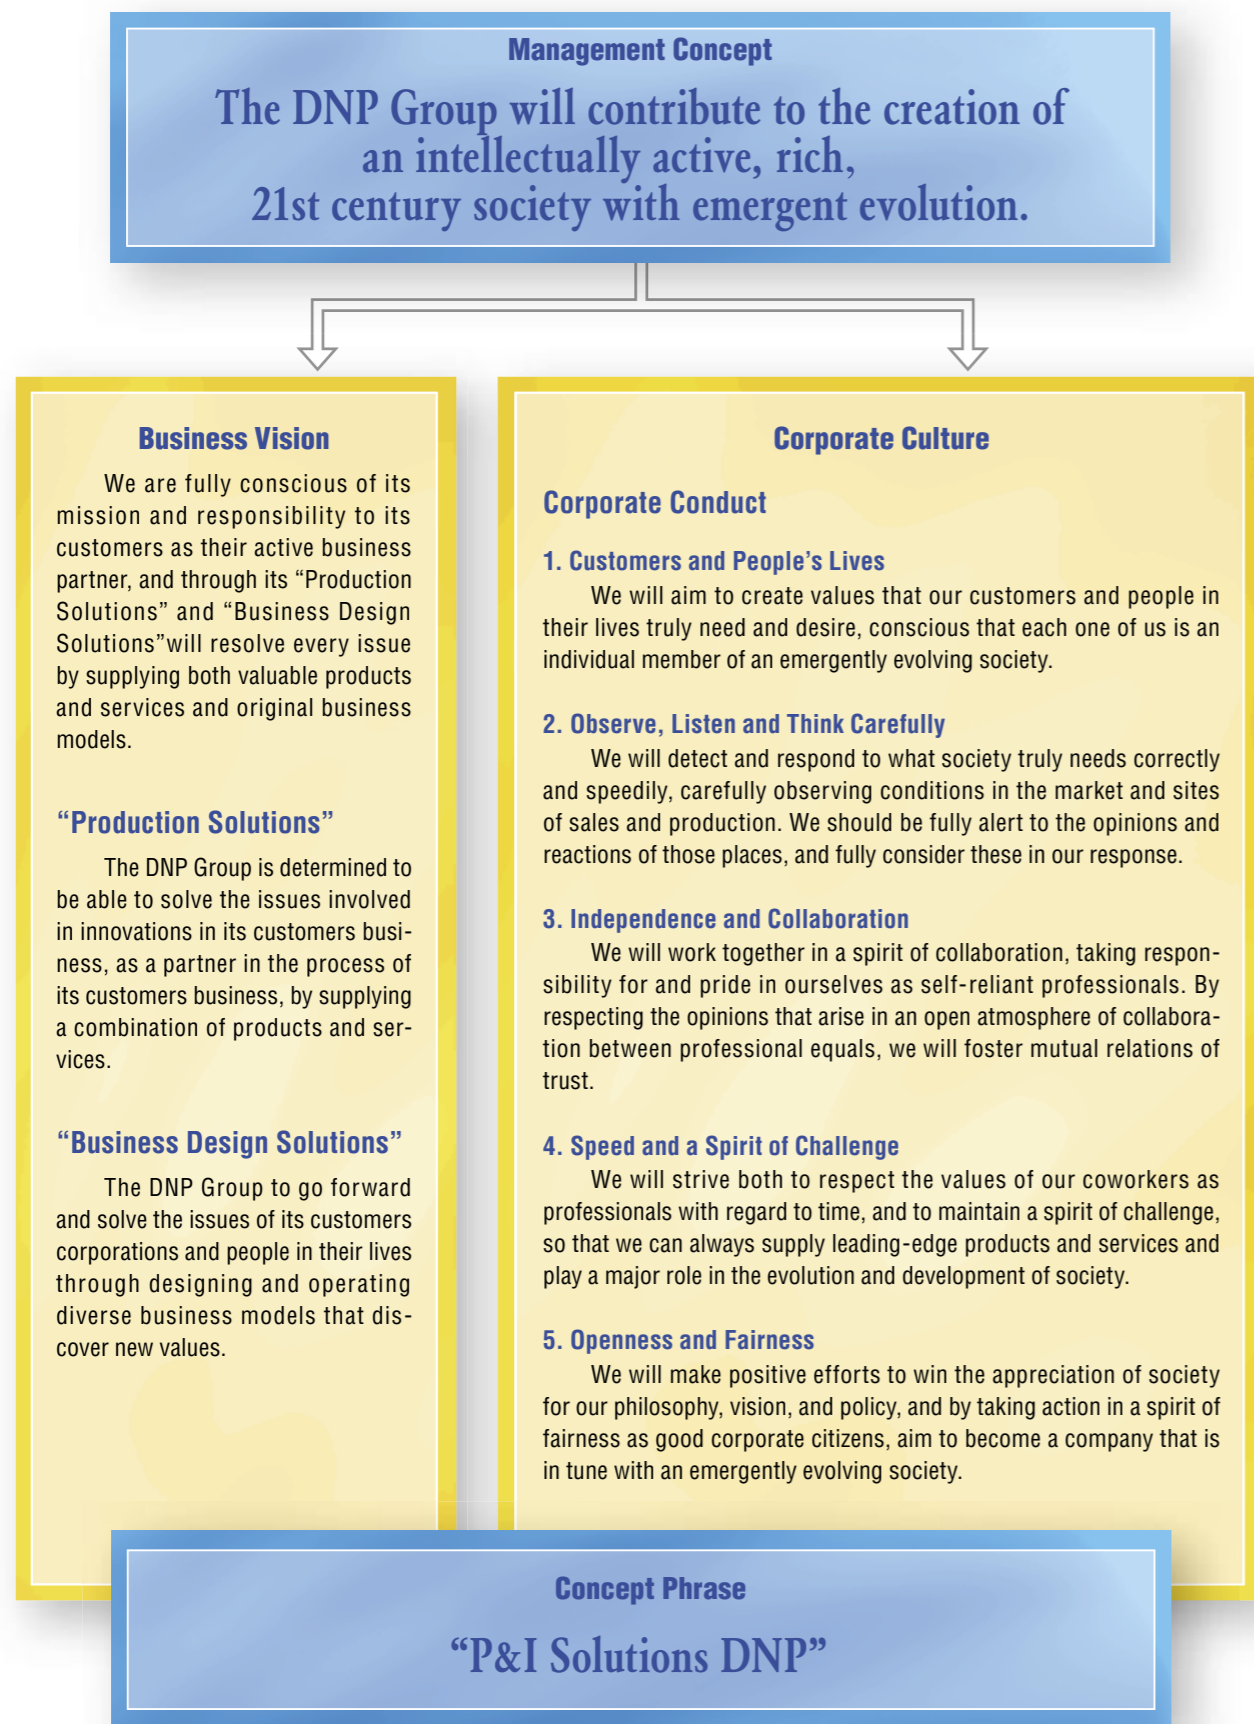 Management Concept
The DNP Group will contribute to the creation of
an intellectually active, rich,
21st century society with emergent evolution.
Business Vision
We are fully conscious of its
mission and responsibility to its
customers as their active business
partner, and through its “Production
Solutions” and “Business Design
Solutions”will resolve every issue
by supplying both valuable products
and services and original business
models.
“Production Solutions”
The DNP Group is determined to
be able to solve the issues involved
in innovations in its customers busi-
ness, as a partner in the process of
its customers business, by supplying
a combination of products and ser-
vices.
“Business Design Solutions”
The DNP Group to go forward
and solve the issues of its customers
corporations and people in their lives
through designing and operating
diverse business models that dis-
cover new values.
Corporate Culture
Corporate Conduct
1. Customers and People’s Lives
We will aim to create values that our customers and people in
their lives truly need and desire, conscious that each one of us is an
individual member of an emergently evolving society.
2. Observe, Listen and Think Carefully
We will detect and respond to what society truly needs correctly
and speedily, carefully observing conditions in the market and sites
of sales and production. We should be fully alert to the opinions and
reactions of those places, and fully consider these in our response.
3. Independence and Collaboration
We will work together in a spirit of collaboration, taking respon-
sibility for and pride in ourselves as self-reliant professionals. By
respecting the opinions that arise in an open atmosphere of collabora-
tion between professional equals, we will foster mutual relations of
trust.
4. Speed and a Spirit of Challenge
We will strive both to respect the values of our coworkers as
professionals with regard to time, and to maintain a spirit of challenge,
so that we can always supply leading-edge products and services and
play a major role in the evolution and development of society.
5. Openness and Fairness
We will make positive efforts to win the appreciation of society
for our philosophy, vision, and policy, and by taking action in a spirit of
fairness as good corporate citizens, aim to become a company that is
in tune with an emergently evolving society.
Concept Phrase
“P&I Solutions DNP”